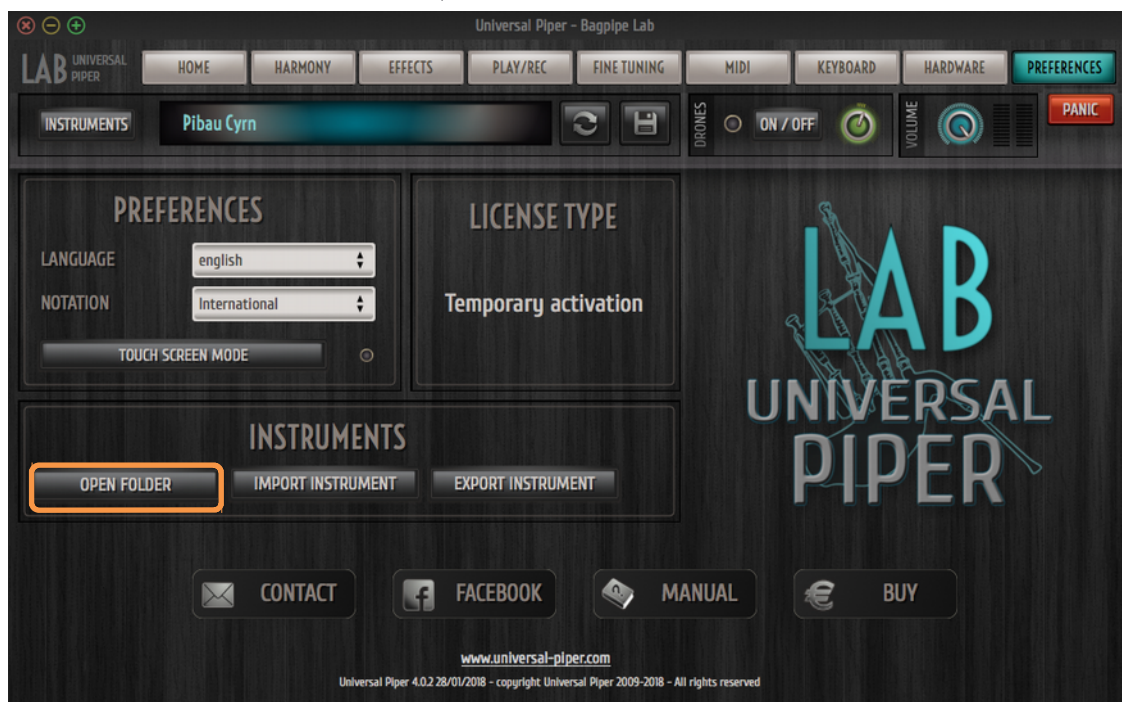 Universal Piper - Bagpipe Lab
LAB UNIVERSAL PIPER
HOME
HARMONY
EFFECTS
PLAY/REC
FINE TUNING
MIDI
KEYBOARD
HARDWARE
PREFERENCES
INSTRUMENTS
Pibau Cyrn
DRONES
ON / OFF
VOLUME
PANIC
PREFERENCES
LANGUAGE
english
NOTATION
International
TOUCH SCREEN MODE
LICENSE TYPE
Temporary activation
LAB
UNIVERSAL
PIPER
INSTRUMENTS
OPEN FOLDER
IMPORT INSTRUMENT
EXPORT INSTRUMENT
CONTACT
FACEBOOK
MANUAL
BUY
www.universal-piper.com
Universal Piper 4.0.2 28/01/2018 - copyright Universal Piper 2009-2018 - All rights reserved